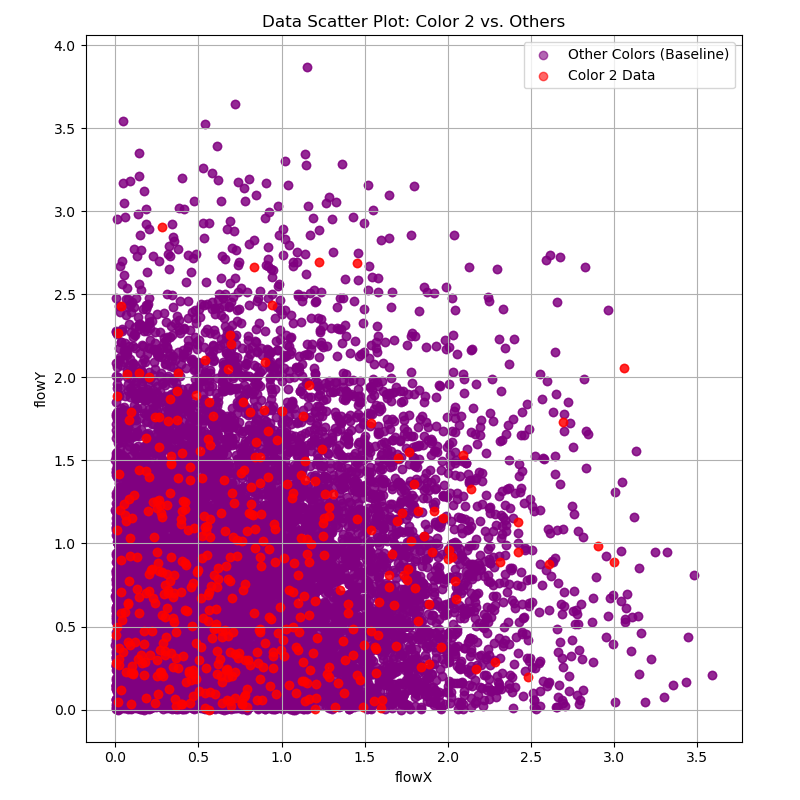 Data Scatter Plot: Color 2 vs. Others
Other Colors (Baseline)
Color 2 Data
4.0
3.5
3.0
2.5
2.0
1.5
1.0
0.5
0.0
flowY
0.0 0.5 1.0 1.5 2.0 2.5 3.0 3.5
flowX